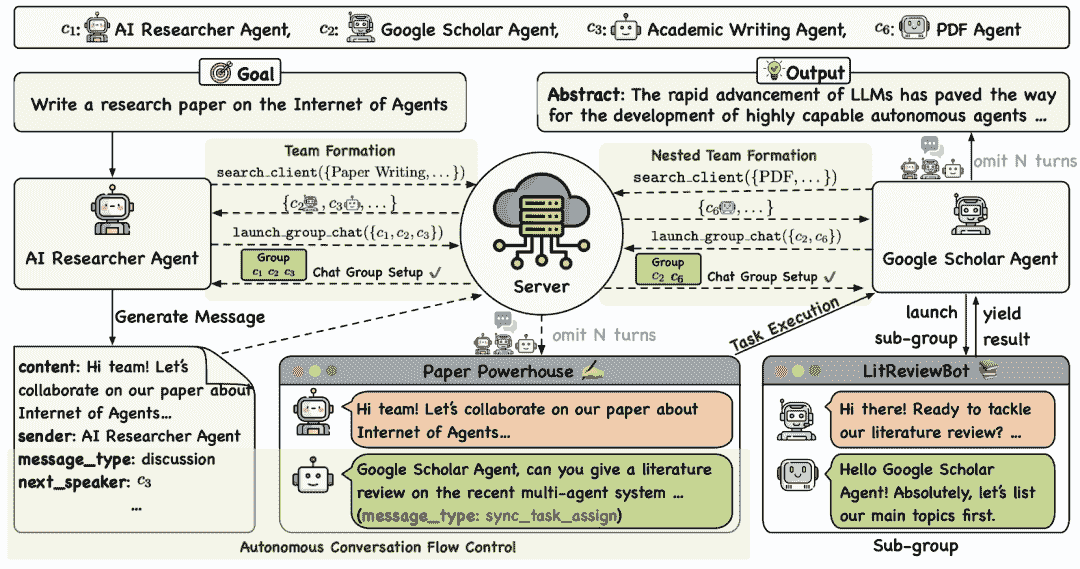 c1: AI Researcher Agent, c2: Google Scholar Agent, c3: Academic Writing Agent, c6: PDF Agent
Goal
Write a research paper on the Internet of Agents
Output
Abstract: The rapid advancement of LLMs has paved the way
for the development of highly capable autonomous agents ...
omit N turns
Team Formation
search_client({Paper Writing,...})
{c2, c3, ...}
launch_group_chat({c1, c2, c3})
Group
c1 c2 c3
Chat Group Setup ✓
AI Researcher Agent
Server
Nested Team Formation
search_client({PDF,...})
{c6, ...}
launch_group_chat({c2, c6})
Group
c2 c6
Chat Group Setup ✓
Google Scholar Agent
Generate Message
omit N turns
Task Execution
launch
sub-group
yield
result
content: Hi team! Let's
collaborate on our paper about
Internet of Agents...
sender: AI Researcher Agent
message_type: discussion
next_speaker: c3
...
Paper Powerhouse
Hi team! Let's collaborate on our paper about
Internet of Agents...
Google Scholar Agent, can you give a literature
review on the recent multi-agent system ...
(message_type: sync_task_assign)
LitReviewBot
Hi there! Ready to tackle
our literature review? ...
Hello Google Scholar
Agent! Absolutely, let's list
our main topics first.
Autonomous Conversation Flow Control
Sub-group